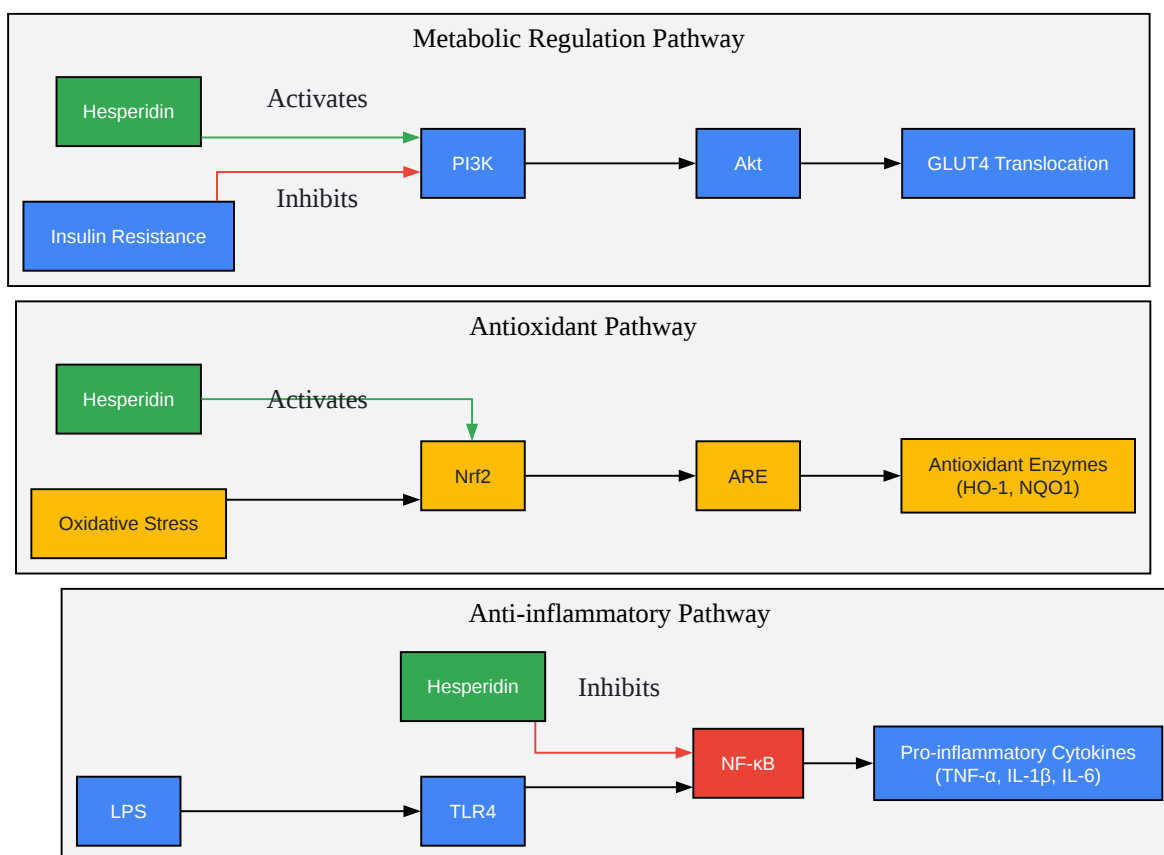 Metabolic Regulation Pathway
Hesperidin
Activates
PI3K
Akt
GLUT4 Translocation
Inhibits
Insulin Resistance
Antioxidant Pathway
Hesperidin
Activates
Nrf2
ARE
Antioxidant Enzymes
(HO-1, NQO1)
Oxidative Stress
Anti-inflammatory Pathway
Hesperidin
Inhibits
NF-κB
Pro-inflammatory Cytokines
(TNF-α, IL-1β, IL-6)
LPS
TLR4